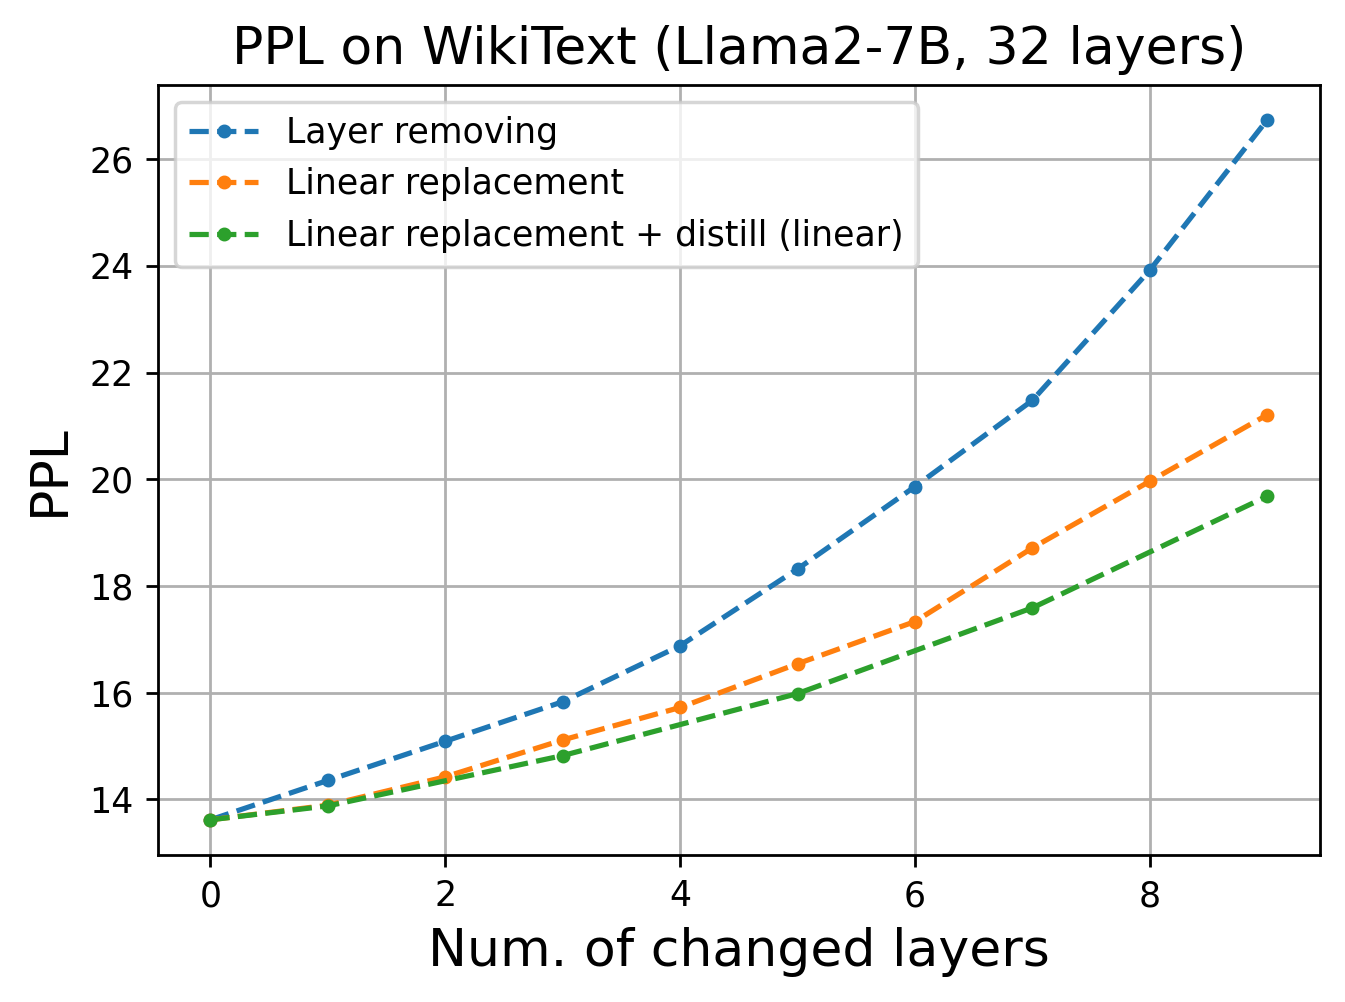 PPL on WikiText (Llama2-7B, 32 layers)
Layer removing
Linear replacement
Linear replacement + distill (linear)
PPL
26
24
22
20
18
16
14
0 2 4 6 8
Num. of changed layers